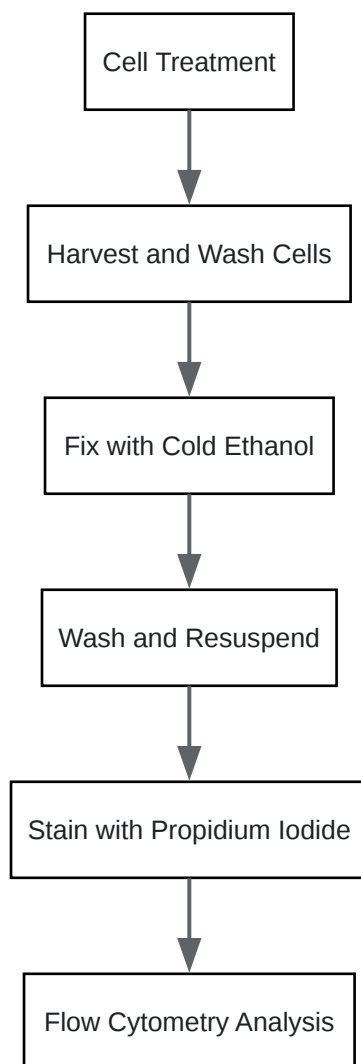 Cell Treatment
Harvest and Wash Cells
Fix with Cold Ethanol
Wash and Resuspend
Stain with Propidium Iodide
Flow Cytometry Analysis